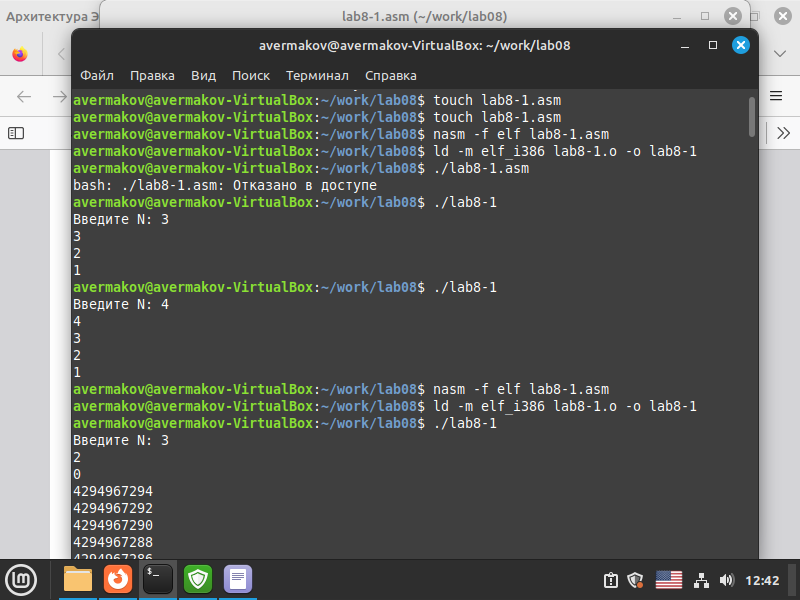 Архитектура Э
lab8-1.asm (~/work/lab08)
avermakov@avermakov-VirtualBox: ~/work/lab08
Файл Правка Вид Поиск Терминал Справка
avermakov@avermakov-VirtualBox:~/work/lab08$ touch lab8-1.asm
avermakov@avermakov-VirtualBox:~/work/lab08$ touch lab8-1.asm
avermakov@avermakov-VirtualBox:~/work/lab08$ nasm -f elf lab8-1.asm
avermakov@avermakov-VirtualBox:~/work/lab08$ ld -m elf_i386 lab8-1.o -o lab8-1
avermakov@avermakov-VirtualBox:~/work/lab08$ ./lab8-1.asm
bash: ./lab8-1.asm: Отказано в доступе
avermakov@avermakov-VirtualBox:~/work/lab08$ ./lab8-1
Введите N: 3
3
2
1
avermakov@avermakov-VirtualBox:~/work/lab08$ ./lab8-1
Введите N: 4
4
3
2
1
avermakov@avermakov-VirtualBox:~/work/lab08$ nasm -f elf lab8-1.asm
avermakov@avermakov-VirtualBox:~/work/lab08$ ld -m elf_i386 lab8-1.o -o lab8-1
avermakov@avermakov-VirtualBox:~/work/lab08$ ./lab8-1
Введите N: 3
2
0
4294967294
4294967292
4294967290
4294967288
4294967286
12:42